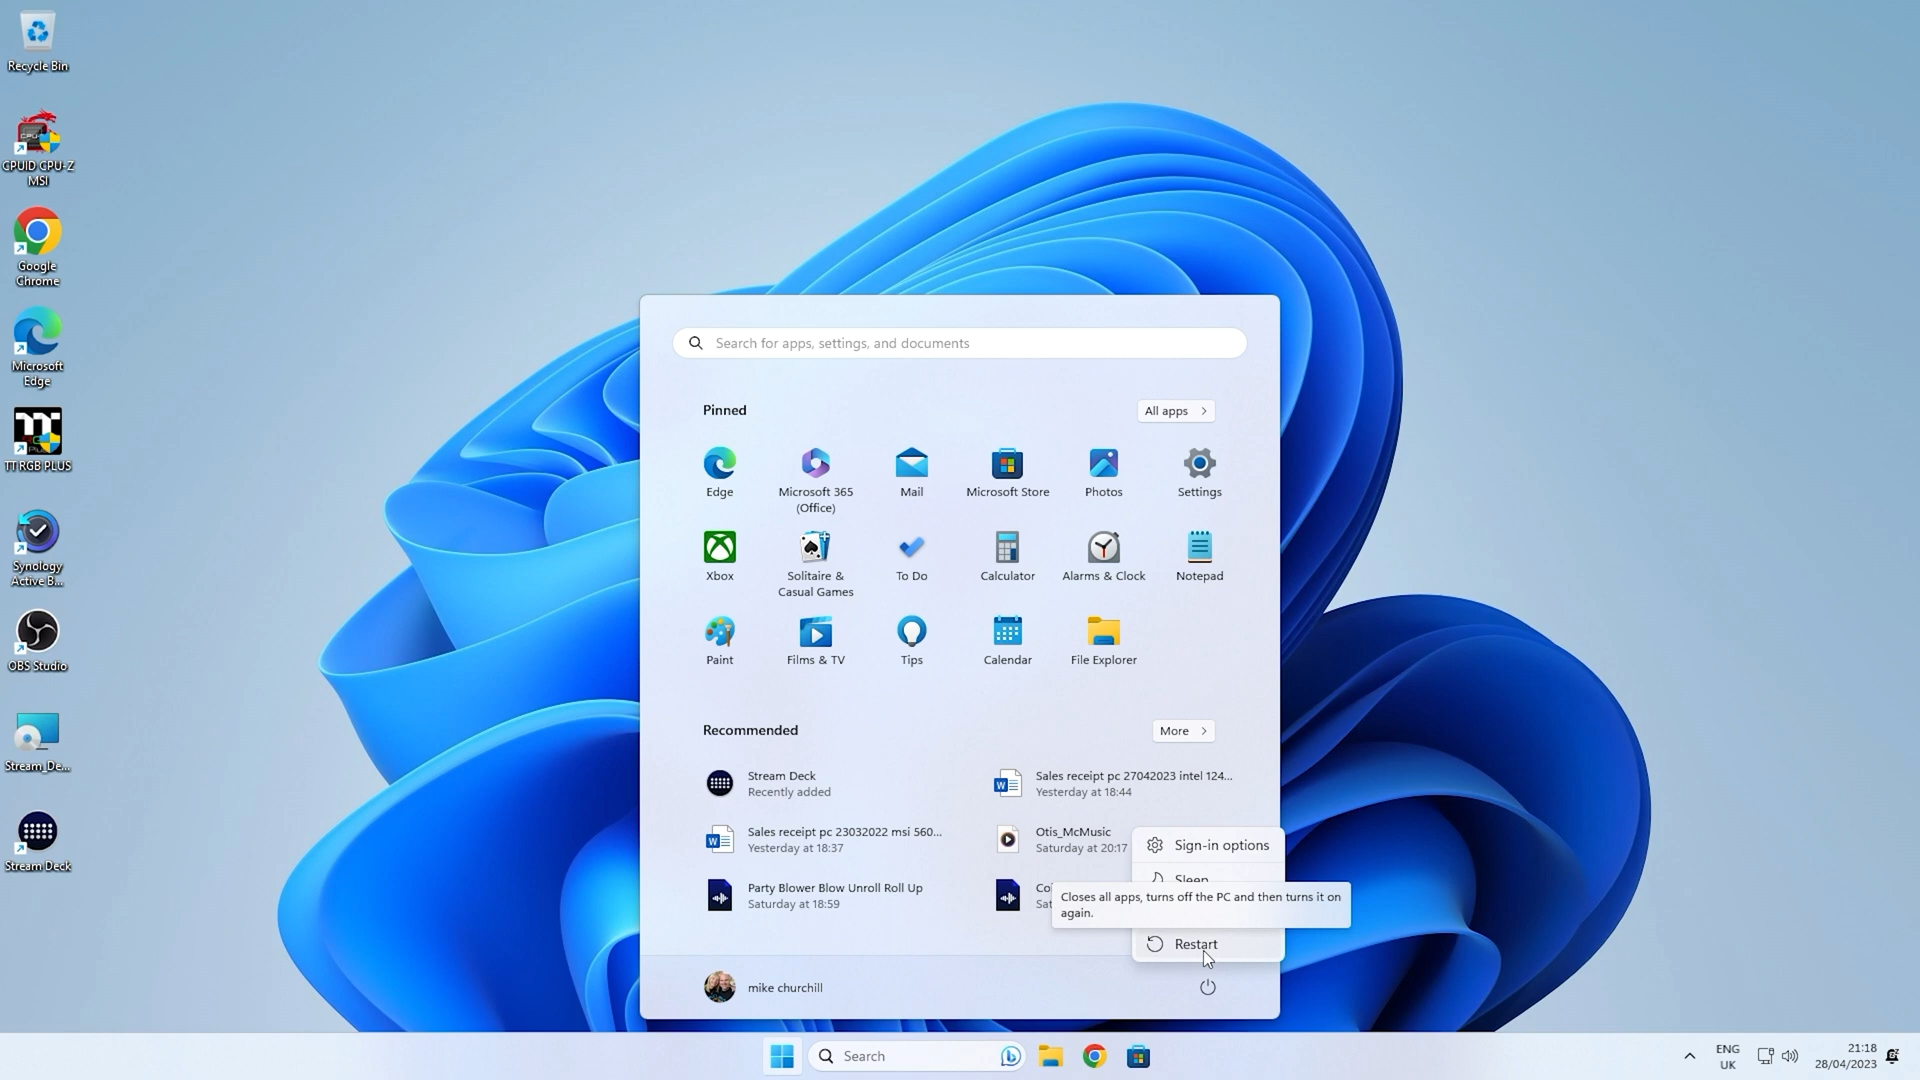 Recycle Bin
CPUID CPU-Z
MSI
Google
Chrome
Microsoft
Edge
TT RGB PLUS
Synology
Active B...
OBS Studio
Stream_De...
Stream Deck
Search for apps, settings, and documents
Pinned
All apps
Edge
Microsoft 365
(Office)
Mail
Microsoft Store
Photos
Settings
Xbox
Solitaire &
Casual Games
To Do
Calculator
Alarms & Clock
Notepad
Paint
Films & TV
Tips
Calendar
File Explorer
Recommended
More
Stream Deck
Recently added
Sales receipt pc 27042023 intel 124...
Yesterday at 18:44
Sales receipt pc 23032022 msi 560...
Yesterday at 18:37
Otis_McMusic
Saturday at 20:17
Party Blower Blow Unroll Roll Up
Saturday at 18:59
Sign-in options
Sleep
Closes all apps, turns off the PC and then turns it on
again.
Restart
mike churchill
Search
ENG
UK
21:18
28/04/2023